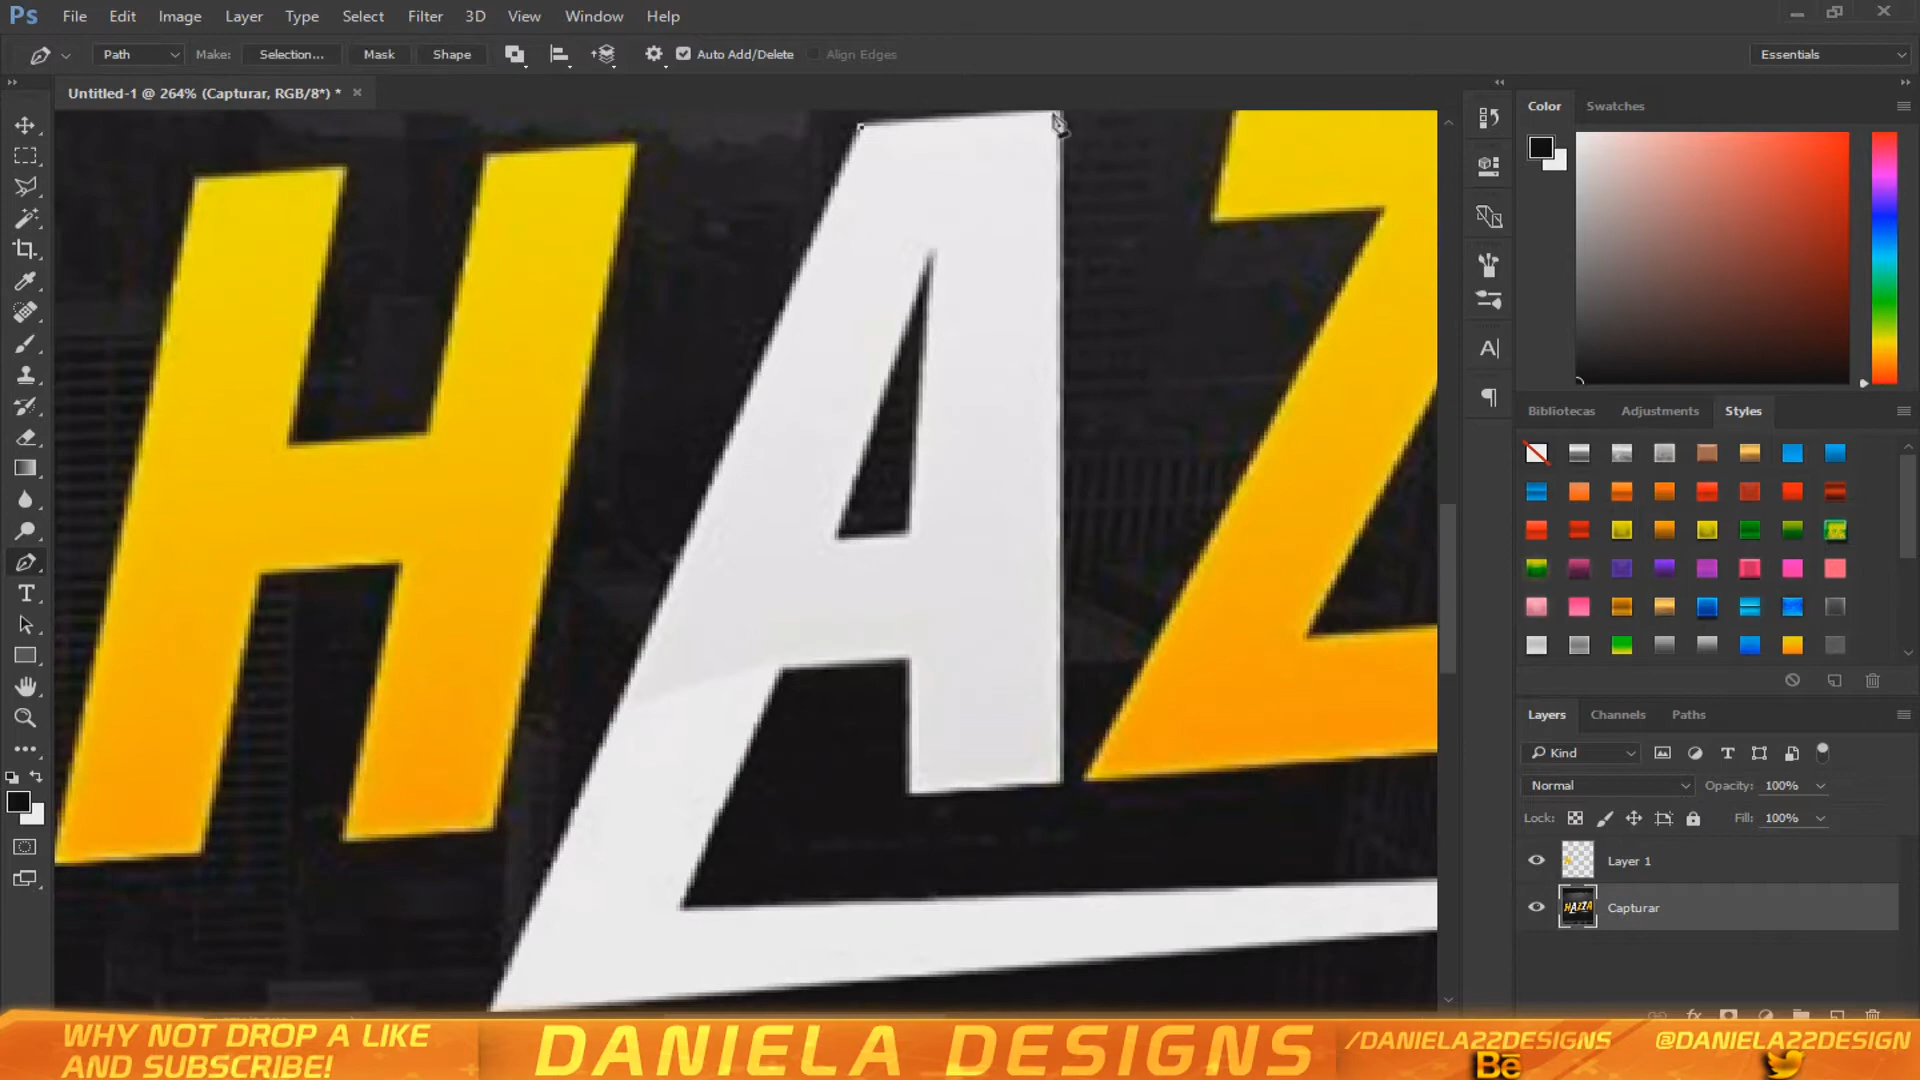 Ps File Edit Image Layer Type Select Filter 3D View Window Help
Path Make: Selection... Mask Shape Auto Add/Delete Align Edges Essentials
Untitled-1 @ 264% (Capturar, RGB/8*) *
Color Swatches
HAZ
Bibliotecas Adjustments Styles
Layers Channels Paths
Kind
Normal Opacity: 100%
Lock: Fill: 100%
Layer 1
HAZZA Capturar
WHY NOT DROP A LIKE
AND SUBSCRIBE!
DANIELA DESIGNS
/DANIELA22DESIGNS
Bē
@DANIELA22DESIGN